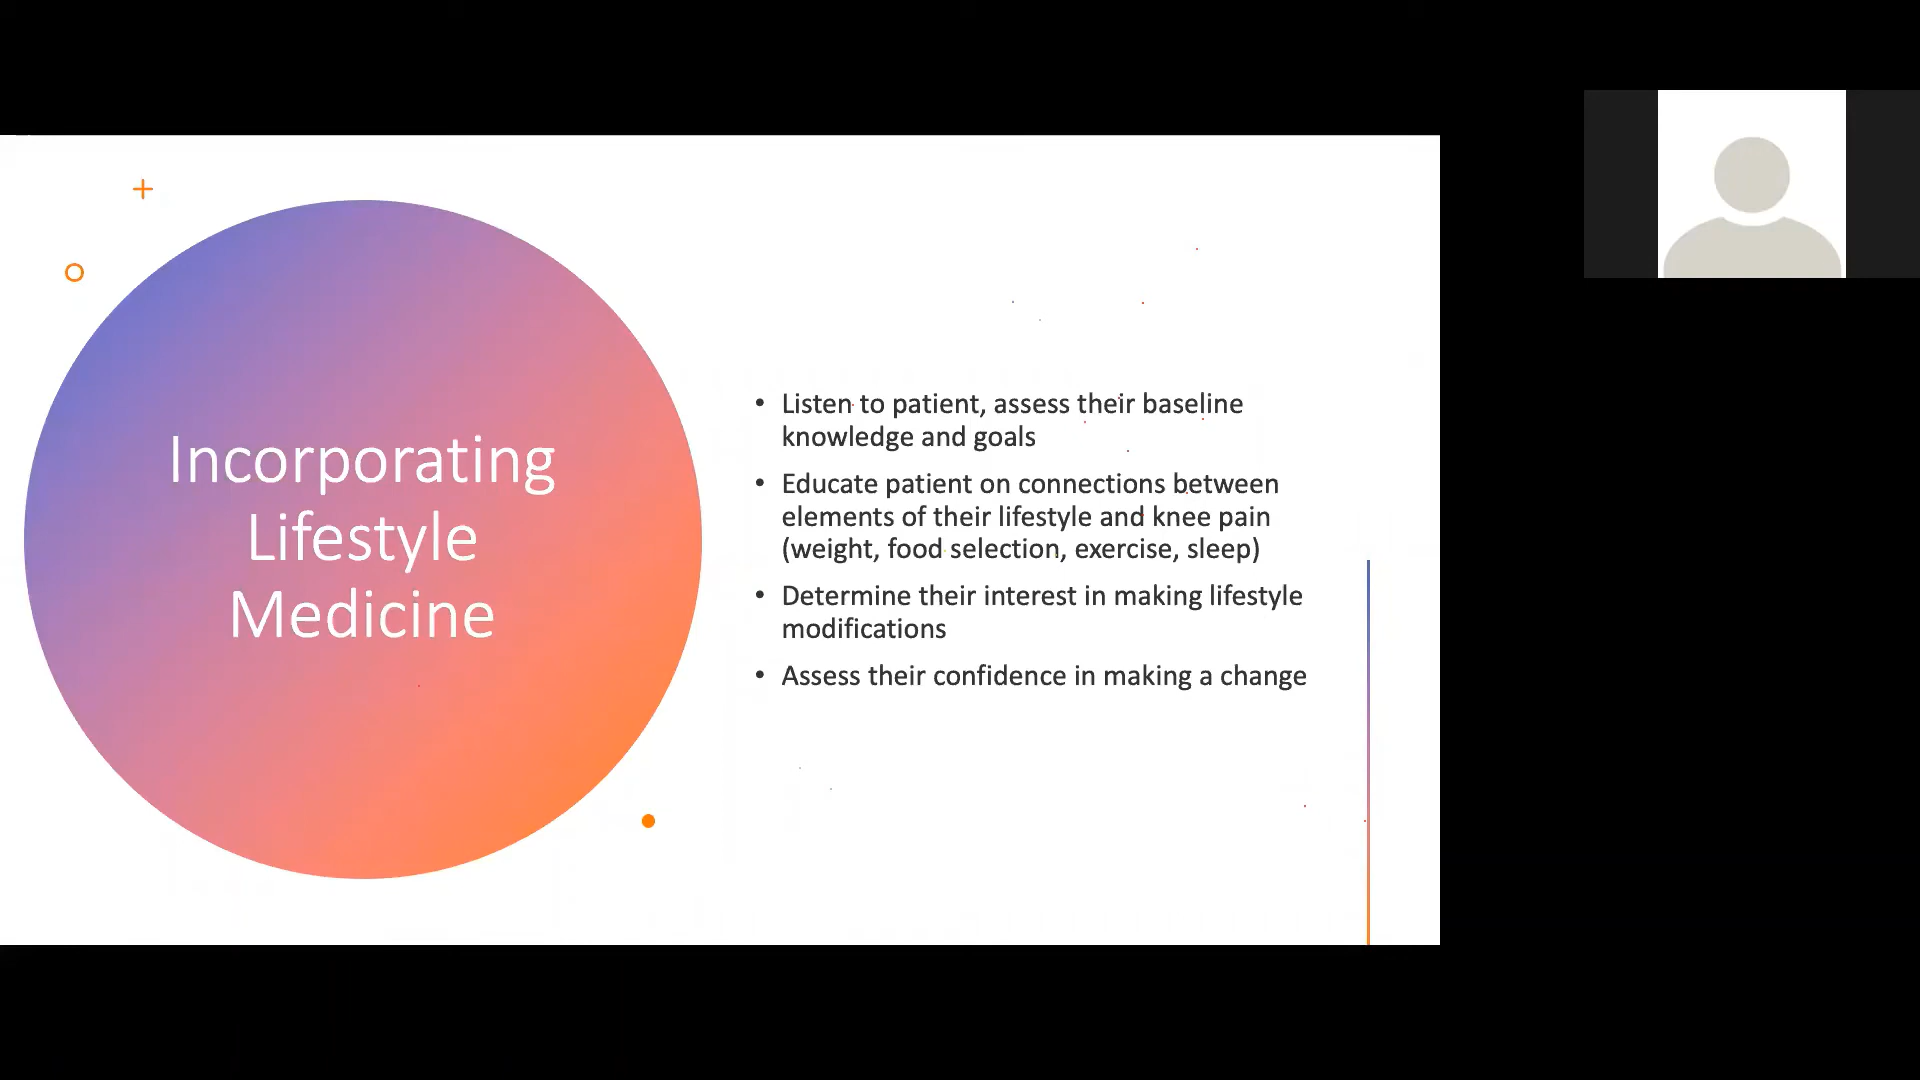 Incorporating
Lifestyle
Medicine
• Listen to patient, assess their baseline
knowledge and goals
• Educate patient on connections between
elements of their lifestyle and knee pain
(weight, food selection, exercise, sleep)
• Determine their interest in making lifestyle
modifications
• Assess their confidence in making a change